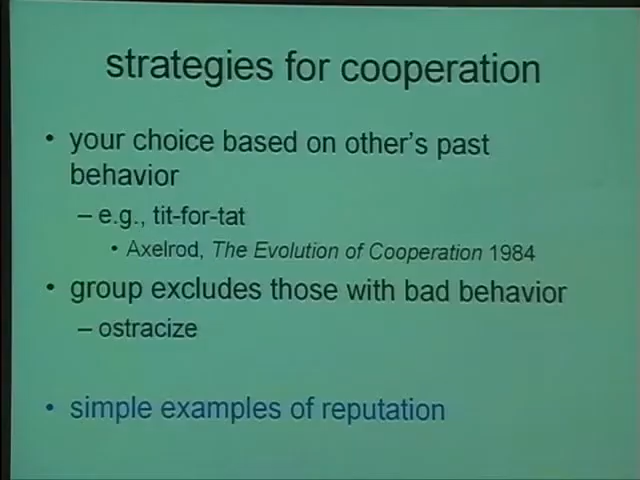 strategies for cooperation
• your choice based on other's past
behavior
– e.g., tit-for-tat
• Axelrod, The Evolution of Cooperation 1984
• group excludes those with bad behavior
– ostracize
• simple examples of reputation